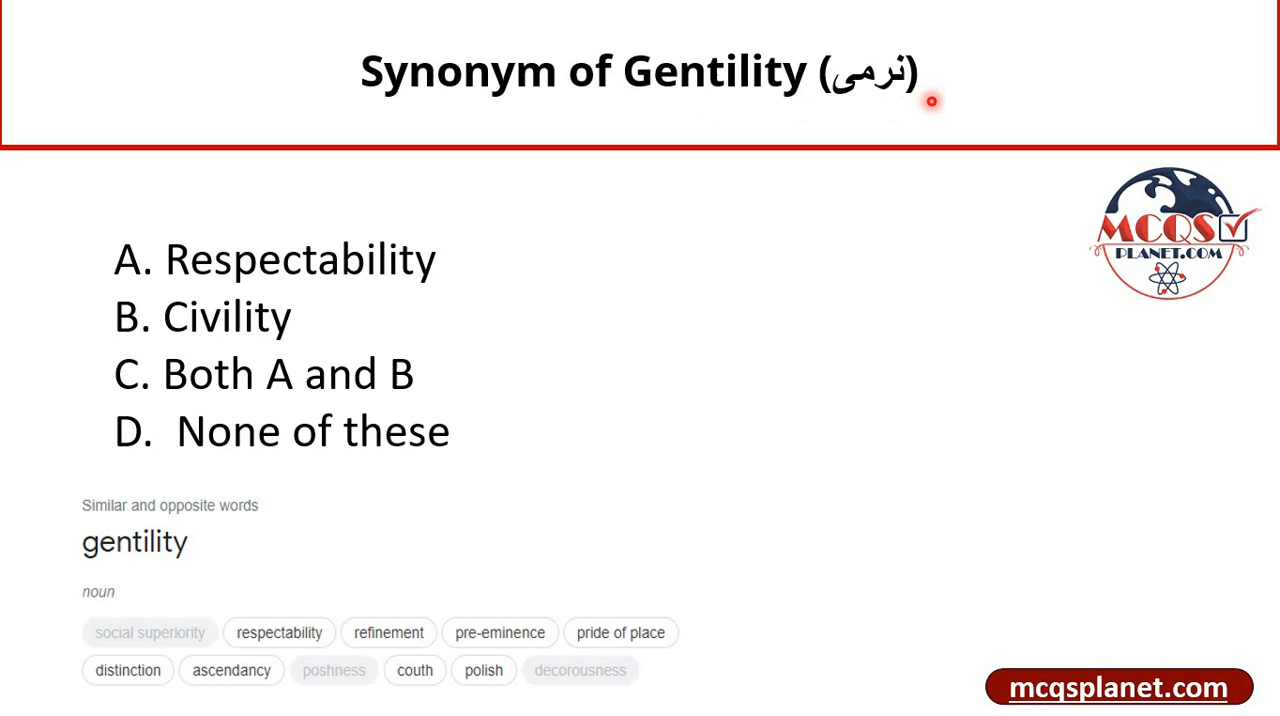 Synonym of Gentility (نرمی)
MCQS
PLANET.COM
A. Respectability
B. Civility
C. Both A and B
D. None of these
Similar and opposite words
gentility
noun
social superiority respectability refinement pre-eminence pride of place
distinction ascendancy poshness couth polish decorousness
mcqsplanet.com